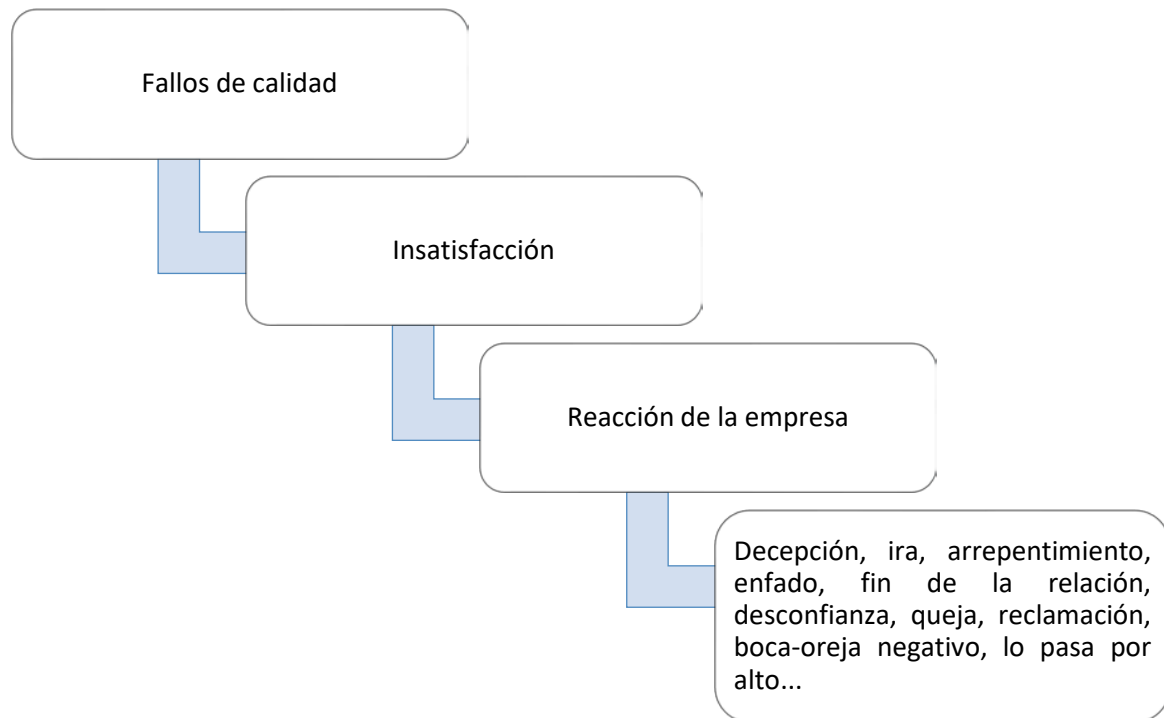 Fallos de calidad
Insatisfacción
Reacción de la empresa
Decepción, ira, arrepentimiento,
enfado, fin de la relación,
desconfianza, queja, reclamación,
boca-oreja negativo, lo pasa por
alto...